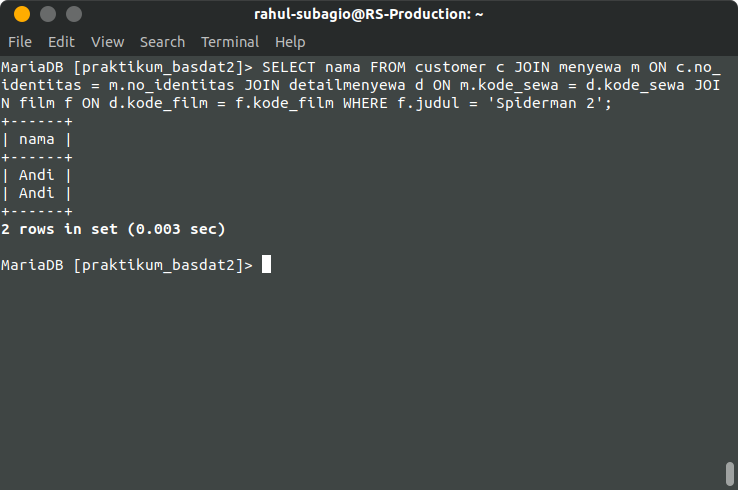 rahul-subagio@RS-Production: ~
File Edit View Search Terminal Help
MariaDB [praktikum_basdat2]> SELECT nama FROM customer c JOIN menyewa m ON c.no_
identitas = m.no_identitas JOIN detailmenyewa d ON m.kode_sewa = d.kode_sewa JOI
N film f ON d.kode_film = f.kode_film WHERE f.judul = 'Spiderman 2';
+------+
| nama |
+------+
| Andi |
| Andi |
+------+
2 rows in set (0.003 sec)
MariaDB [praktikum_basdat2]>